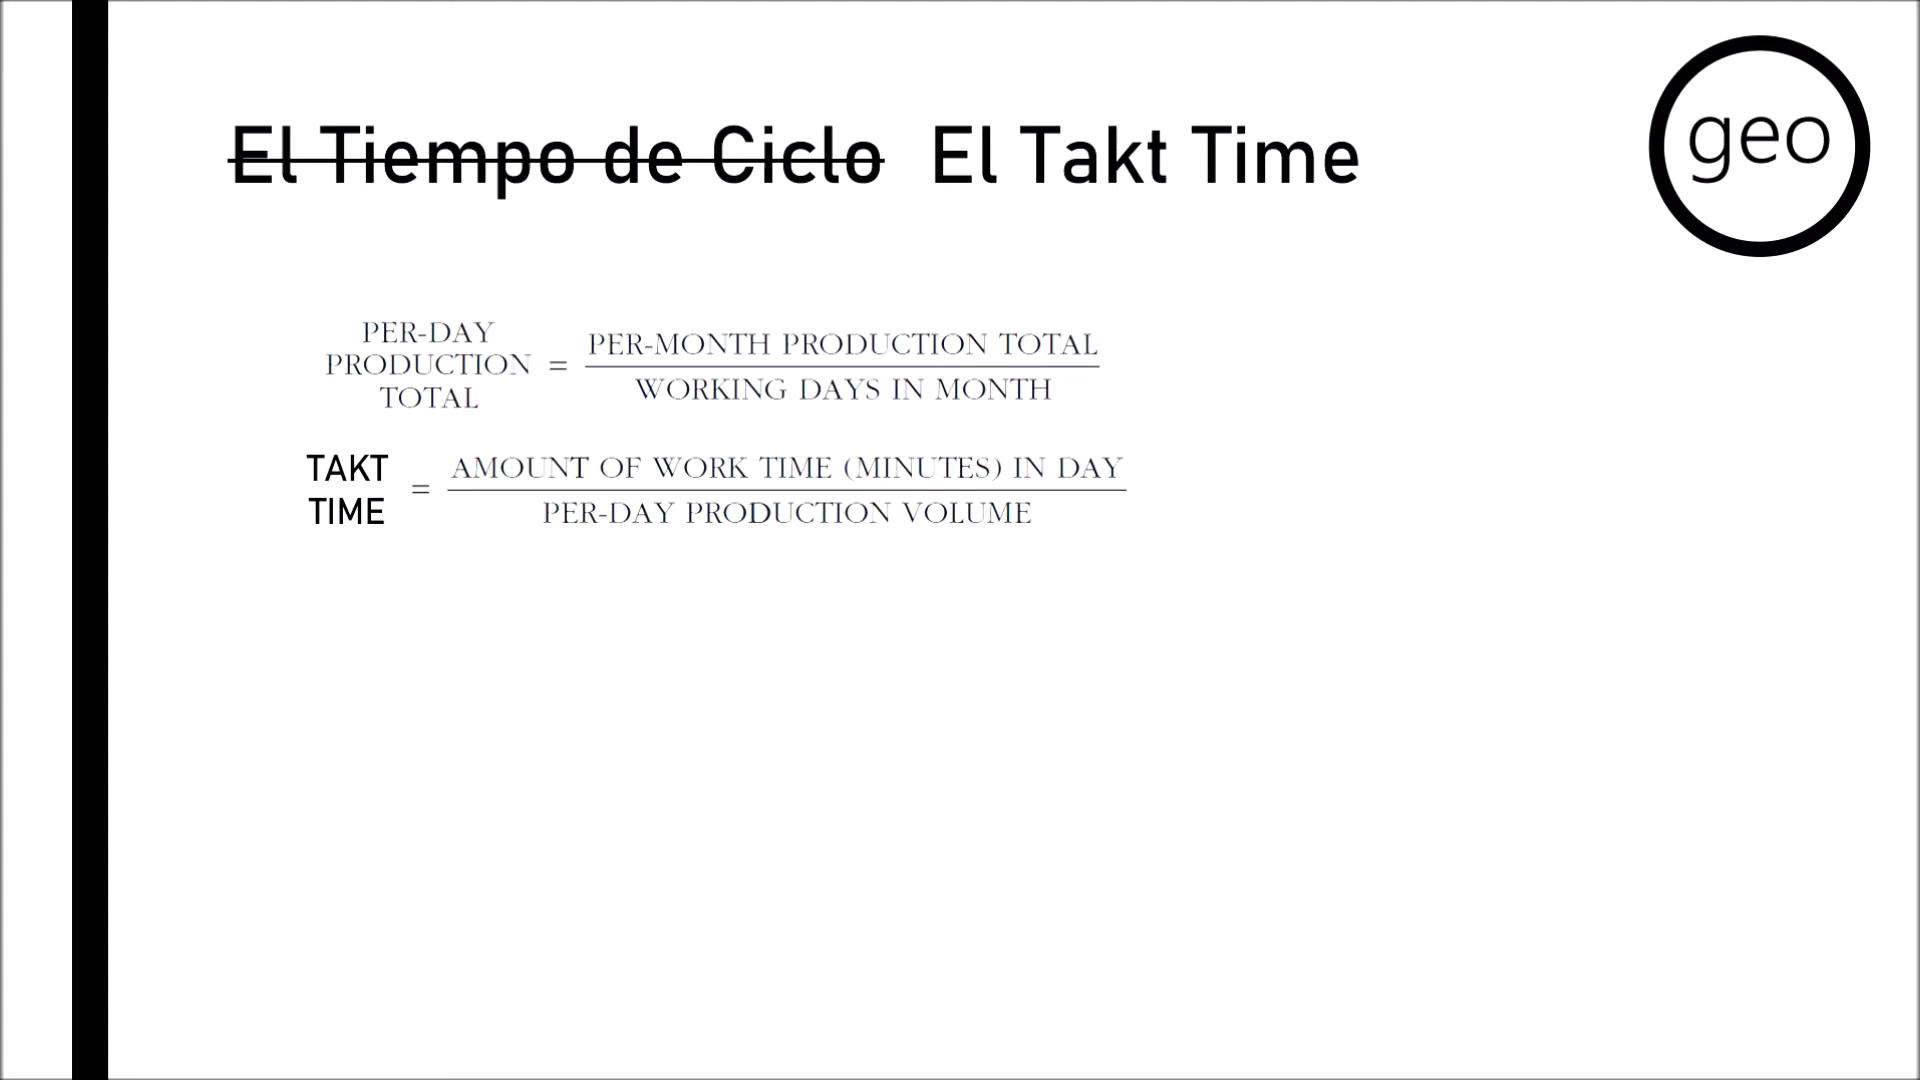 El Tiempo de Ciclo El Takt Time
geo
PER-DAY
PRODUCTION
TOTAL
=
PER-MONTH PRODUCTION TOTAL
WORKING DAYS IN MONTH
TAKT
TIME
=
AMOUNT OF WORK TIME (MINUTES) IN DAY
PER-DAY PRODUCTION VOLUME